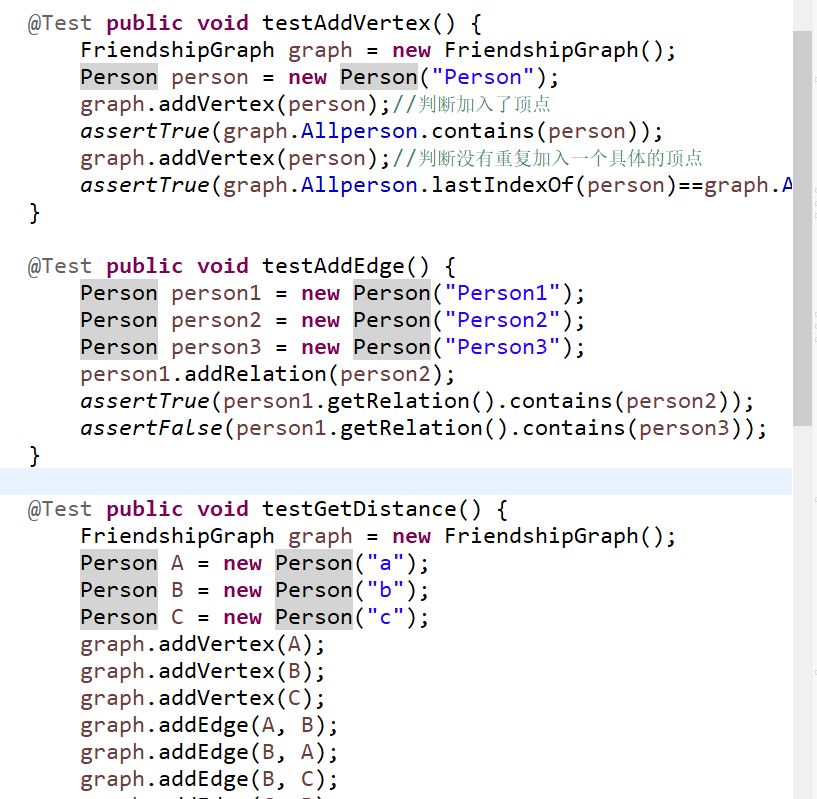 @Test public void testAddVertex() {
FriendshipGraph graph = new FriendshipGraph();
Person person = new Person("Person");
graph.addVertex(person);//判断加入了顶点
assertTrue(graph.Allperson.contains(person));
graph.addVertex(person);//判断没有重复加入一个具体的顶点
assertTrue(graph.Allperson.lastIndexOf(person)==graph.A
}
@Test public void testAddEdge() {
Person person1 = new Person("Person1");
Person person2 = new Person("Person2");
Person person3 = new Person("Person3");
person1.addRelation(person2);
assertTrue(person1.getRelation().contains(person2));
assertFalse(person1.getRelation().contains(person3));
}
@Test public void testGetDistance() {
FriendshipGraph graph = new FriendshipGraph();
Person A = new Person("a");
Person B = new Person("b");
Person C = new Person("c");
graph.addVertex(A);
graph.addVertex(B);
graph.addVertex(C);
graph.addEdge(A, B);
graph.addEdge(B, A);
graph.addEdge(B, C);